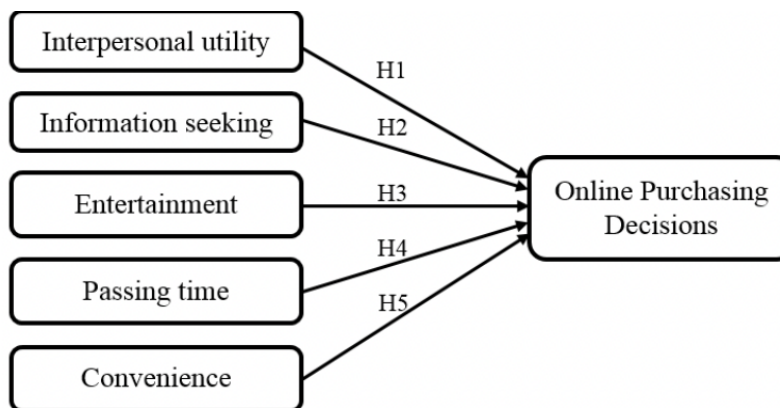 Interpersonal utility
H1
Information seeking
H2
Entertainment
H3
Online Purchasing
Decisions
H4
Passing time
H5
Convenience